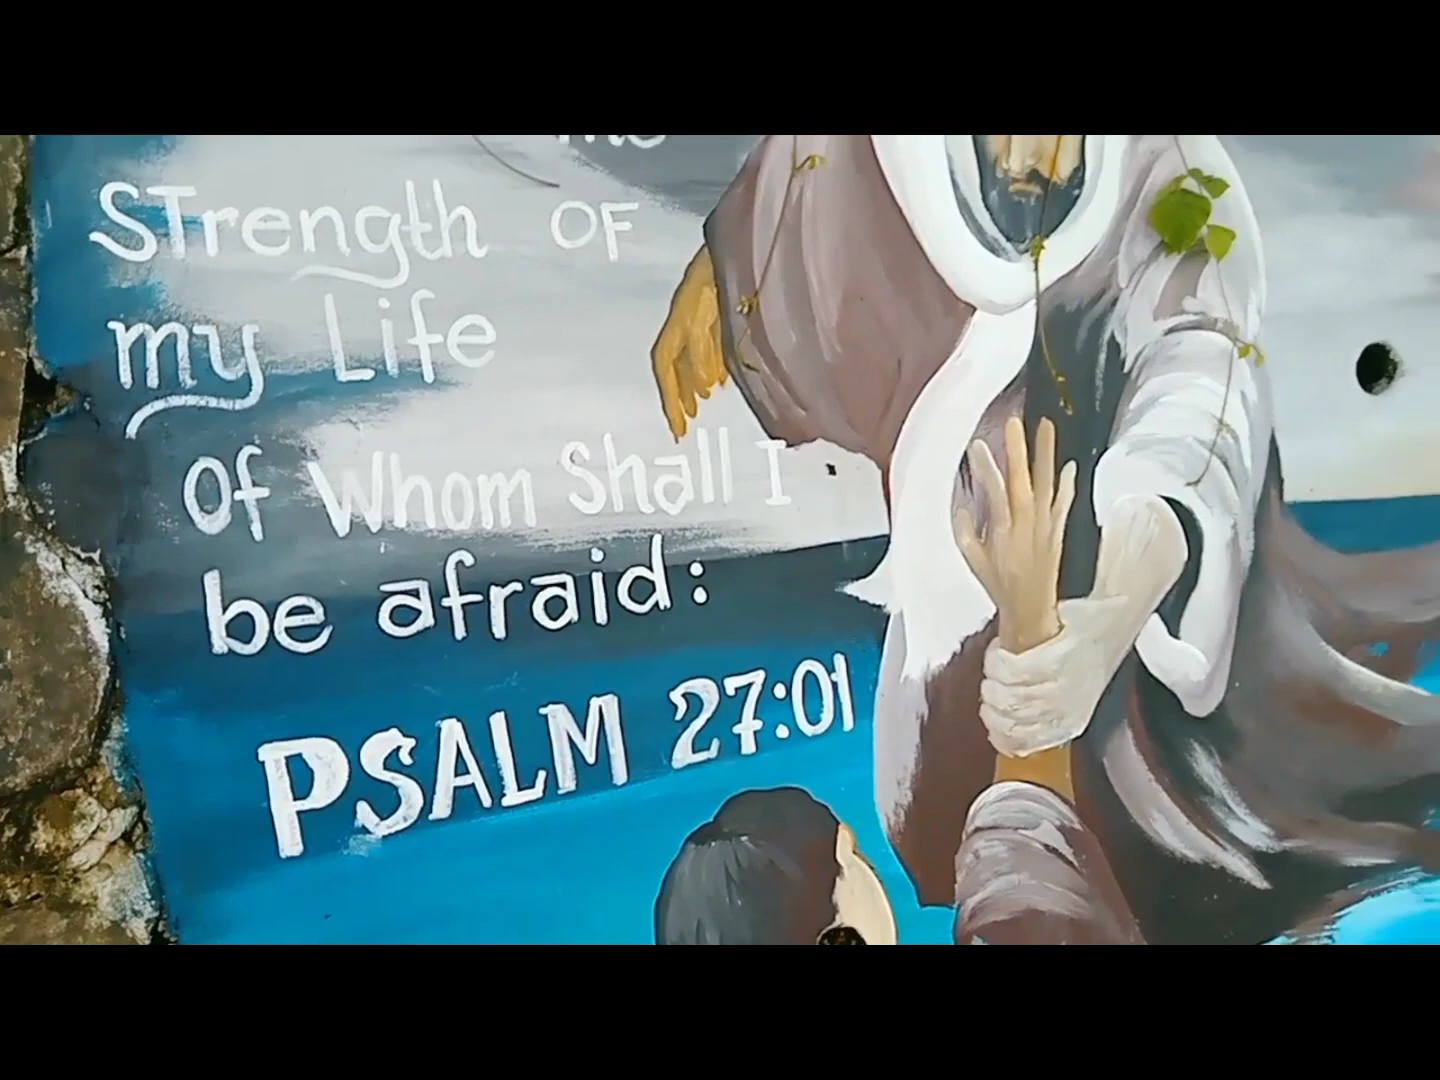 STrength OF
my Life
Of Whom Shall I
be afraid:
PSALM 27:01